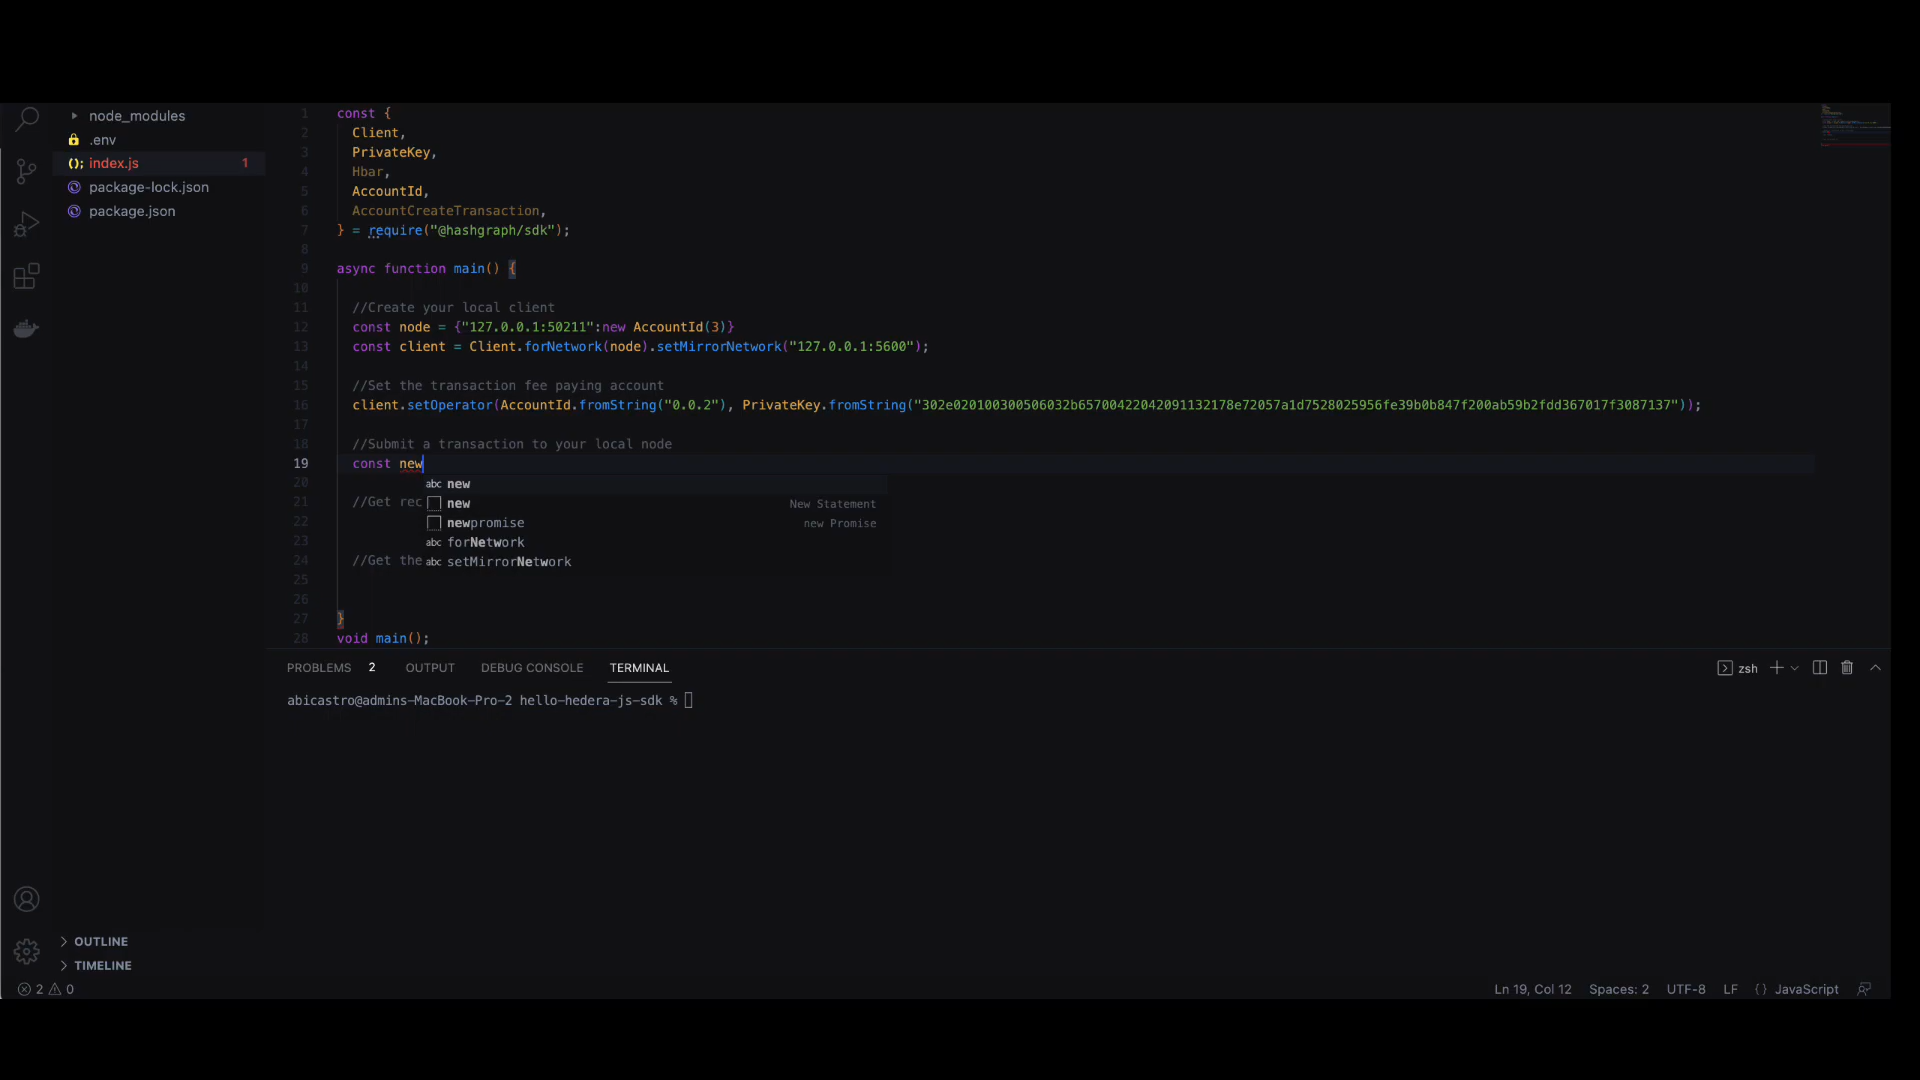 node_modules
.env
index.js 1
package-lock.json
package.json
1 const {
2 Client,
3 PrivateKey,
4 Hbar,
5 AccountId,
6 AccountCreateTransaction,
7 } = require("@hashgraph/sdk");
8
9 async function main() {
10
11 //Create your local client
12 const node = {"127.0.0.1:50211":new AccountId(3)}
13 const client = Client.forNetwork(node).setMirrorNetwork("127.0.0.1:5600");
14
15 //Set the transaction fee paying account
16 client.setOperator(AccountId.fromString("0.0.2"), PrivateKey.fromString("302e020100300506032b65700422042091132178e72057a1d7528025956fe39b0b847f200ab59b2fdd367017f3087137"));
17
18 //Submit a transaction to your local node
19 const new
20 abc new
21 //Get rec new New Statement
22 newpromise new Promise
23 abc forNetwork
24 //Get the abc setMirrorNetwork
25
26
27 }
28 void main();
PROBLEMS 2 OUTPUT DEBUG CONSOLE TERMINAL zsh
abicastro@admins-MacBook-Pro-2 hello-hedera-js-sdk %
OUTLINE
TIMELINE
2 0 Ln 19, Col 12 Spaces: 2 UTF-8 LF {} JavaScript